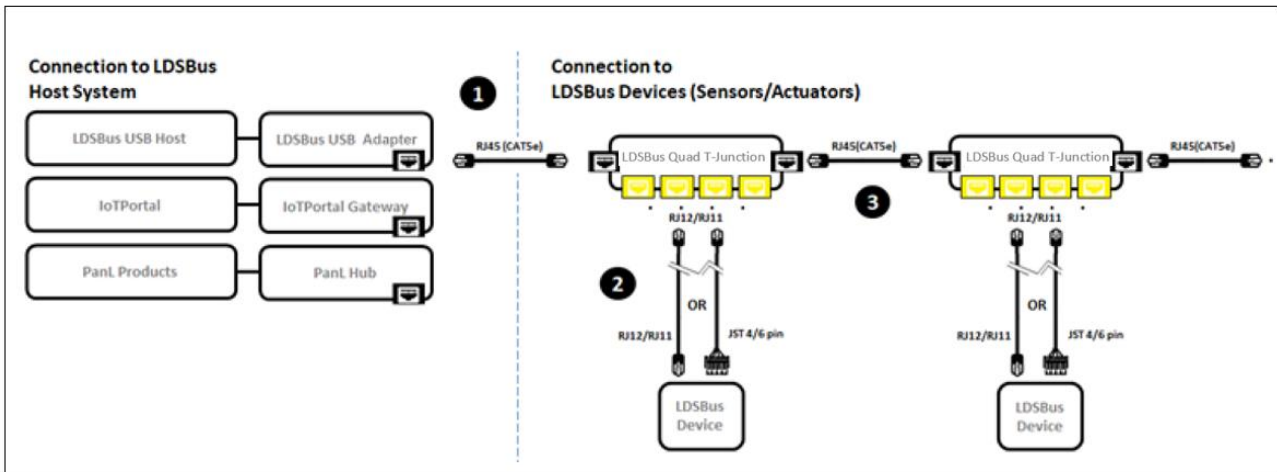 Connection to LDSBus
Host System
LDSBus USB Host
LDSBus USB Adapter
IoTPortal
IoTPortal Gateway
PanL Products
PanL Hub
1
Connection to
LDSBus Devices (Sensors/Actuators)
RJ45 (CAT5e)
LDSBus Quad T-Junction
RJ45(CAT5e)
LDSBus Quad T-Junction
RJ45(CAT5e)
3
RJ12/RJ11
RJ12/RJ11
2
OR
OR
RJ12/RJ11
JST 4/6 pin
RJ12/RJ11
JST 4/6 pin
LDSBus
Device
LDSBus
Device